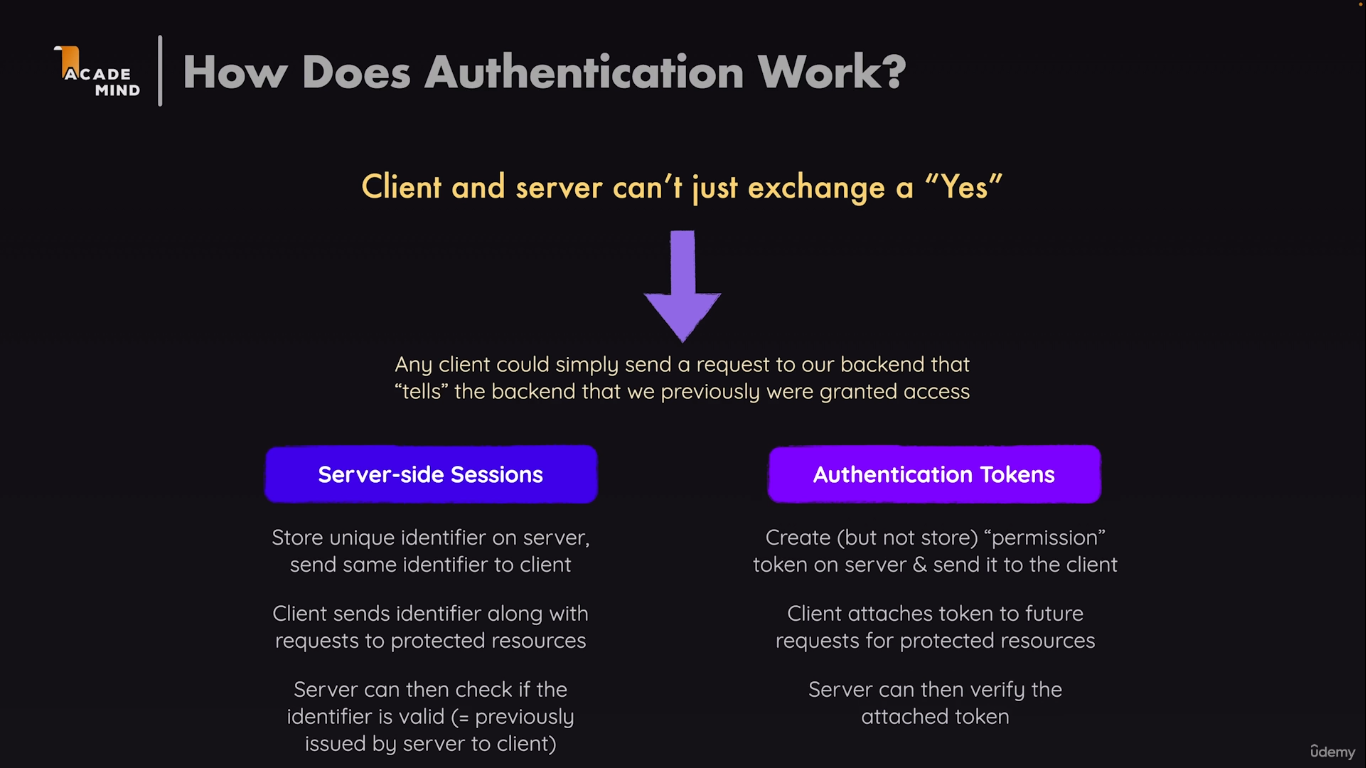 ACADE
MIND
How Does Authentication Work?
Client and server can’t just exchange a “Yes”
Any client could simply send a request to our backend that
“tells” the backend that we previously were granted access
Server-side Sessions
Store unique identifier on server,
send same identifier to client
Client sends identifier along with
requests to protected resources
Server can then check if the
identifier is valid (= previously
issued by server to client)
Authentication Tokens
Create (but not store) “permission”
token on server & send it to the client
Client attaches token to future
requests for protected resources
Server can then verify the
attached token
ûdemy